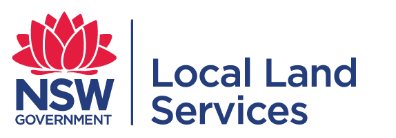 NSW
GOVERNMENT
Local Land
Services